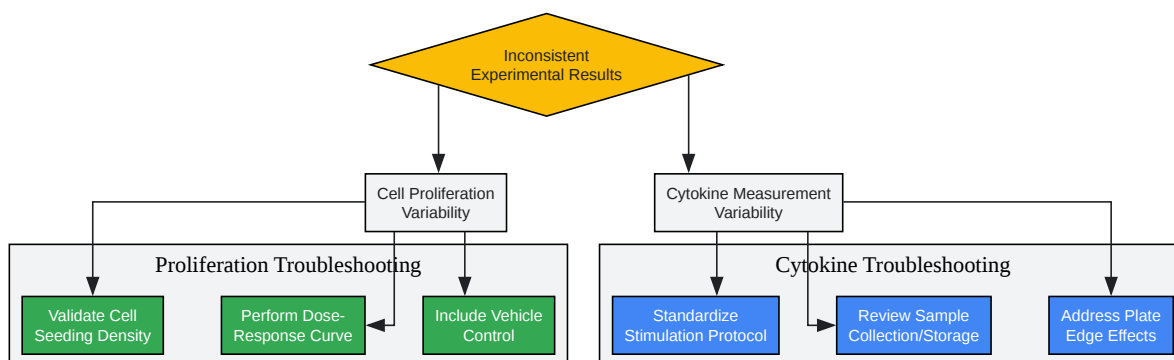 Inconsistent
Experimental Results
Cell Proliferation
Variability
Cytokine Measurement
Variability
Proliferation Troubleshooting
Cytokine Troubleshooting
Validate Cell
Seeding Density
Perform Dose-
Response Curve
Include Vehicle
Control
Standardize
Stimulation Protocol
Review Sample
Collection/Storage
Address Plate
Edge Effects